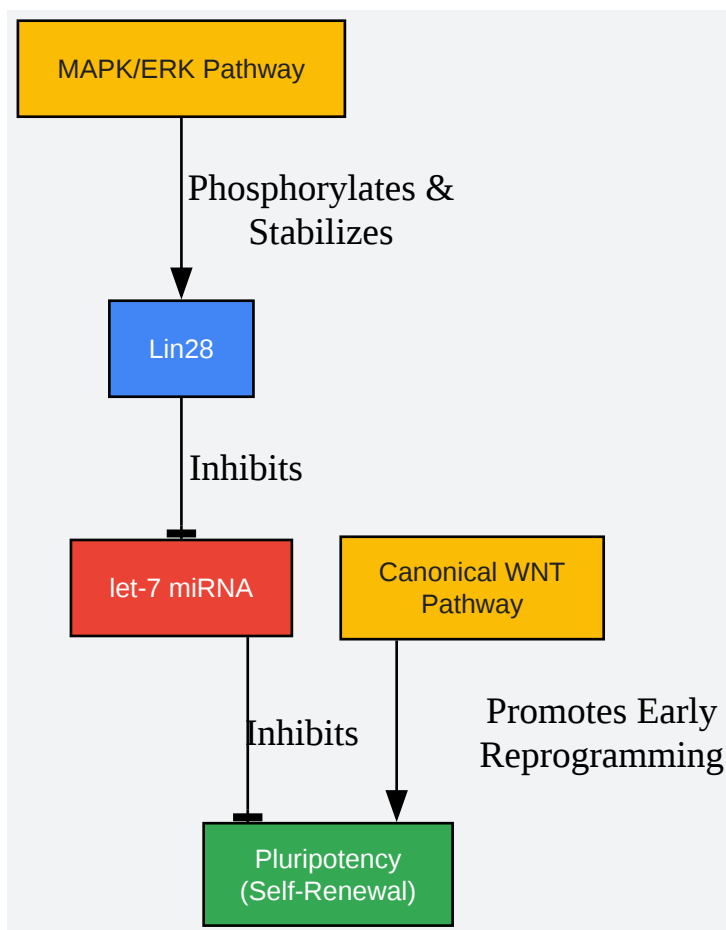 MAPK/ERK Pathway
Phosphorylates &
Stabilizes
Lin28
Inhibits
let-7 miRNA
Canonical WNT
Pathway
Inhibits
Promotes Early
Reprogramming
Pluripotency
(Self-Renewal)